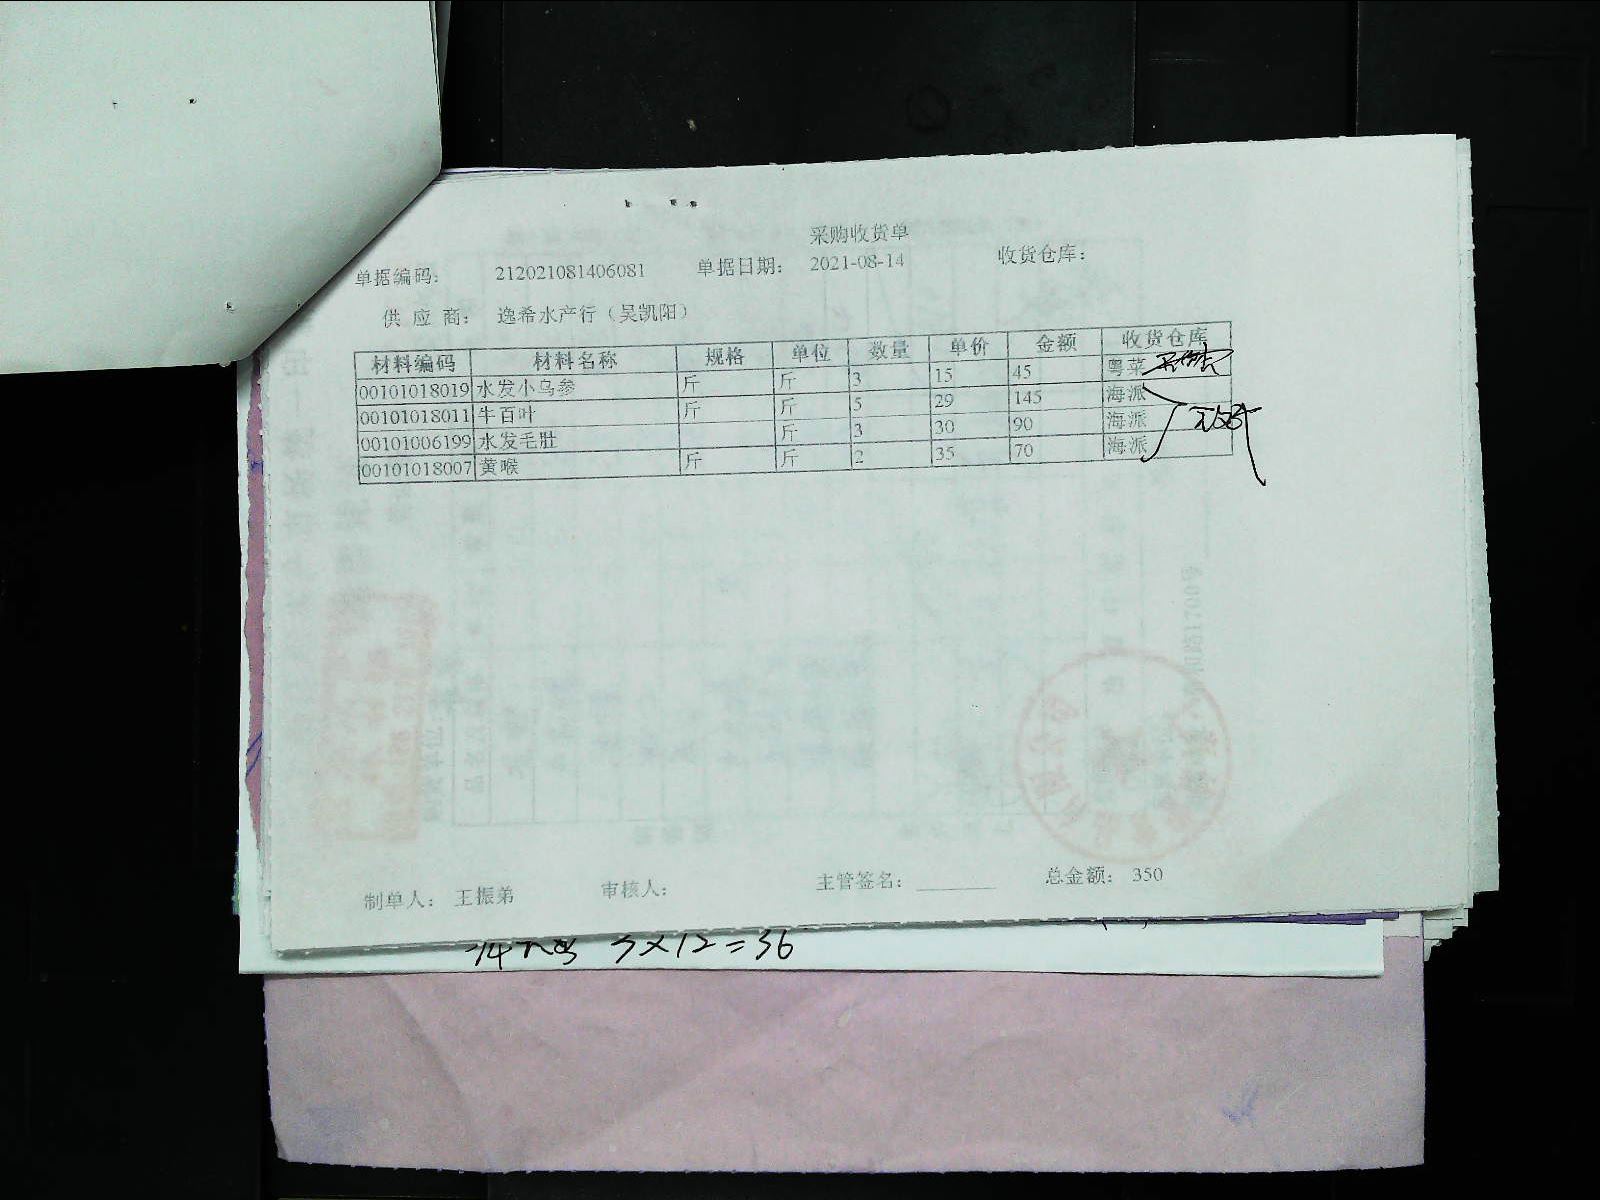 采购收货单
单据编码： 212021081406081 单据日期： 2021-08-14 收货仓库：
供 应 商： 逸希水产行（吴凯阳）
材料编码 材料名称 规格 单位 数量 单价 金额 收货仓库
00101018019 水发小乌参 斤 斤 3 15 45 粤菜
00101018011 牛百叶 斤 斤 5 29 145 海派
00101006199 水发毛肚 斤 3 30 90 海派
00101018007 黄喉 斤 斤 2 35 70 海派
制单人： 王振弟 审核人： 主管签名： 总金额： 350
3×12=36